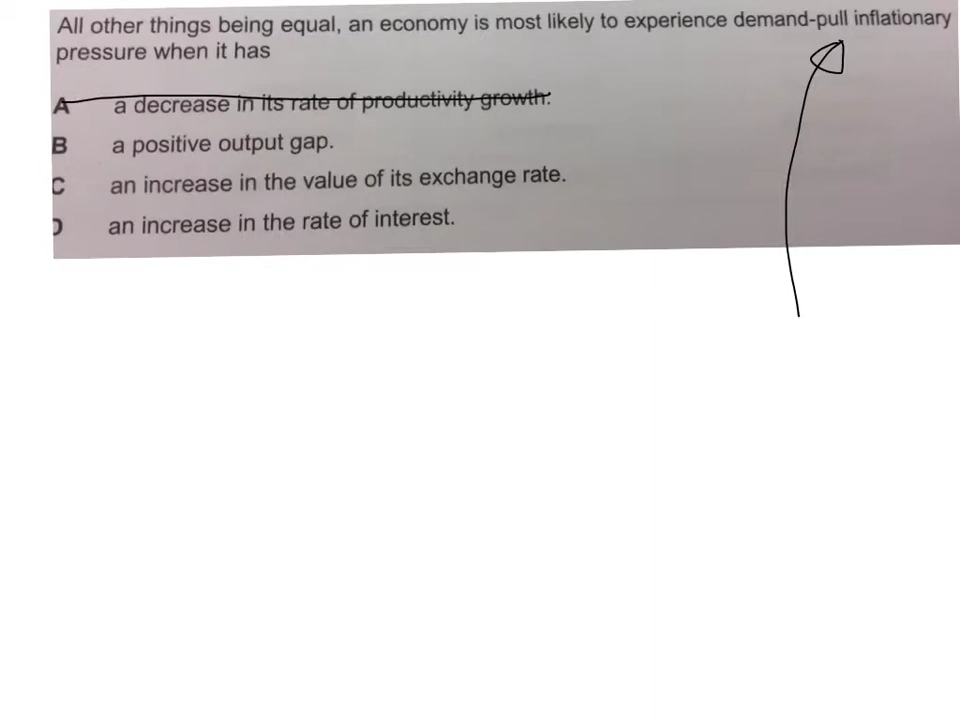 All other things being equal, an economy is most likely to experience demand-pull inflationary
pressure when it has
A a decrease in its rate of productivity growth.
B a positive output gap.
C an increase in the value of its exchange rate.
D an increase in the rate of interest.